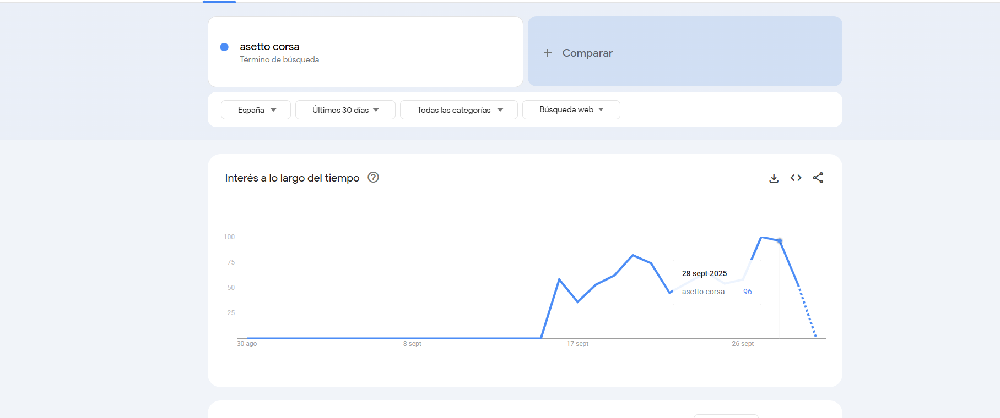 asetto corsa
Término de búsqueda
Comparar
España
Últimos 30 días
Todas las categorías
Búsqueda web
Interés a lo largo del tiempo
100
75
50
25
28 sept 2025
asetto corsa 96
30 ago
8 sept
17 sept
26 sept